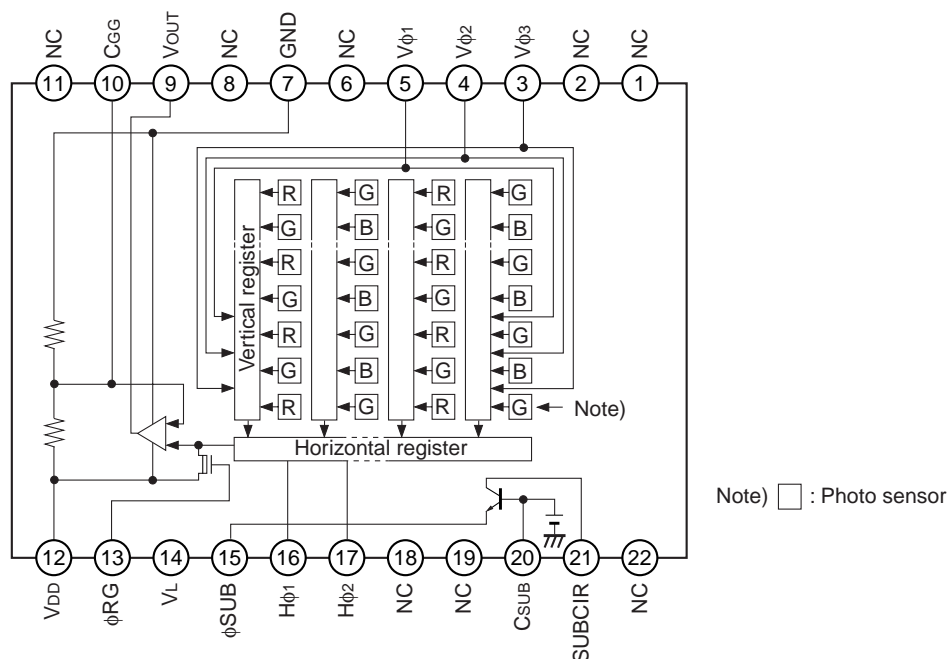 NC
CGG
VOUT
NC
GND
NC
Vφ1
Vφ2
Vφ3
NC
NC
11
10
9
8
7
6
5
4
3
2
1
Vertical register
R
G
R
G
G
B
G
B
R
G
R
G
G
B
G
B
R
G
R
G
G
B
G
B
R
G
R
G
Note)
Horizontal register
Note) : Photo sensor
12
13
14
15
16
17
18
19
20
21
22
VDD
φRG
VL
φSUB
Hφ1
Hφ2
NC
NC
CSUB
SUBCIR
NC